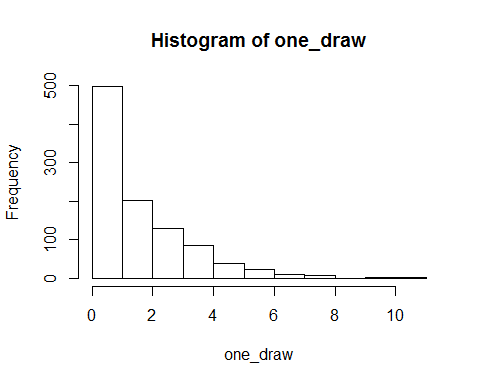 Histogram of one_draw
Frequency
500
300
100
0
0 2 4 6 8 10
one_draw